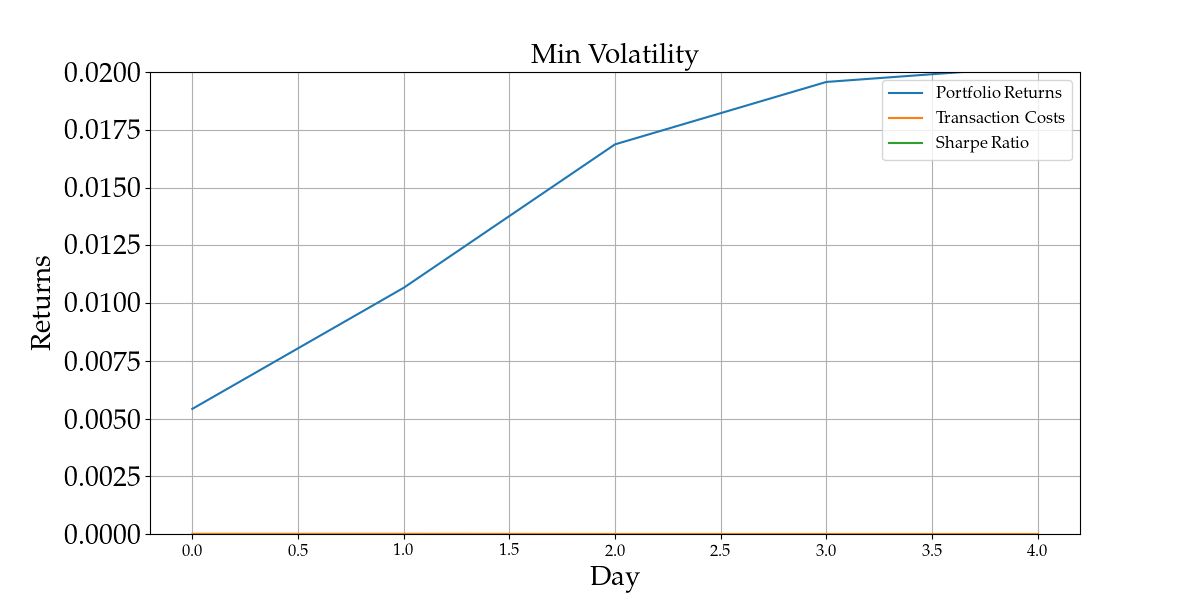 Min Volatility
0.0200
0.0175
0.0150
0.0125
0.0100
0.0075
0.0050
0.0025
0.0000
Returns
Portfolio Returns
Transaction Costs
Sharpe Ratio
0.0 0.5 1.0 1.5 2.0 2.5 3.0 3.5 4.0
Day